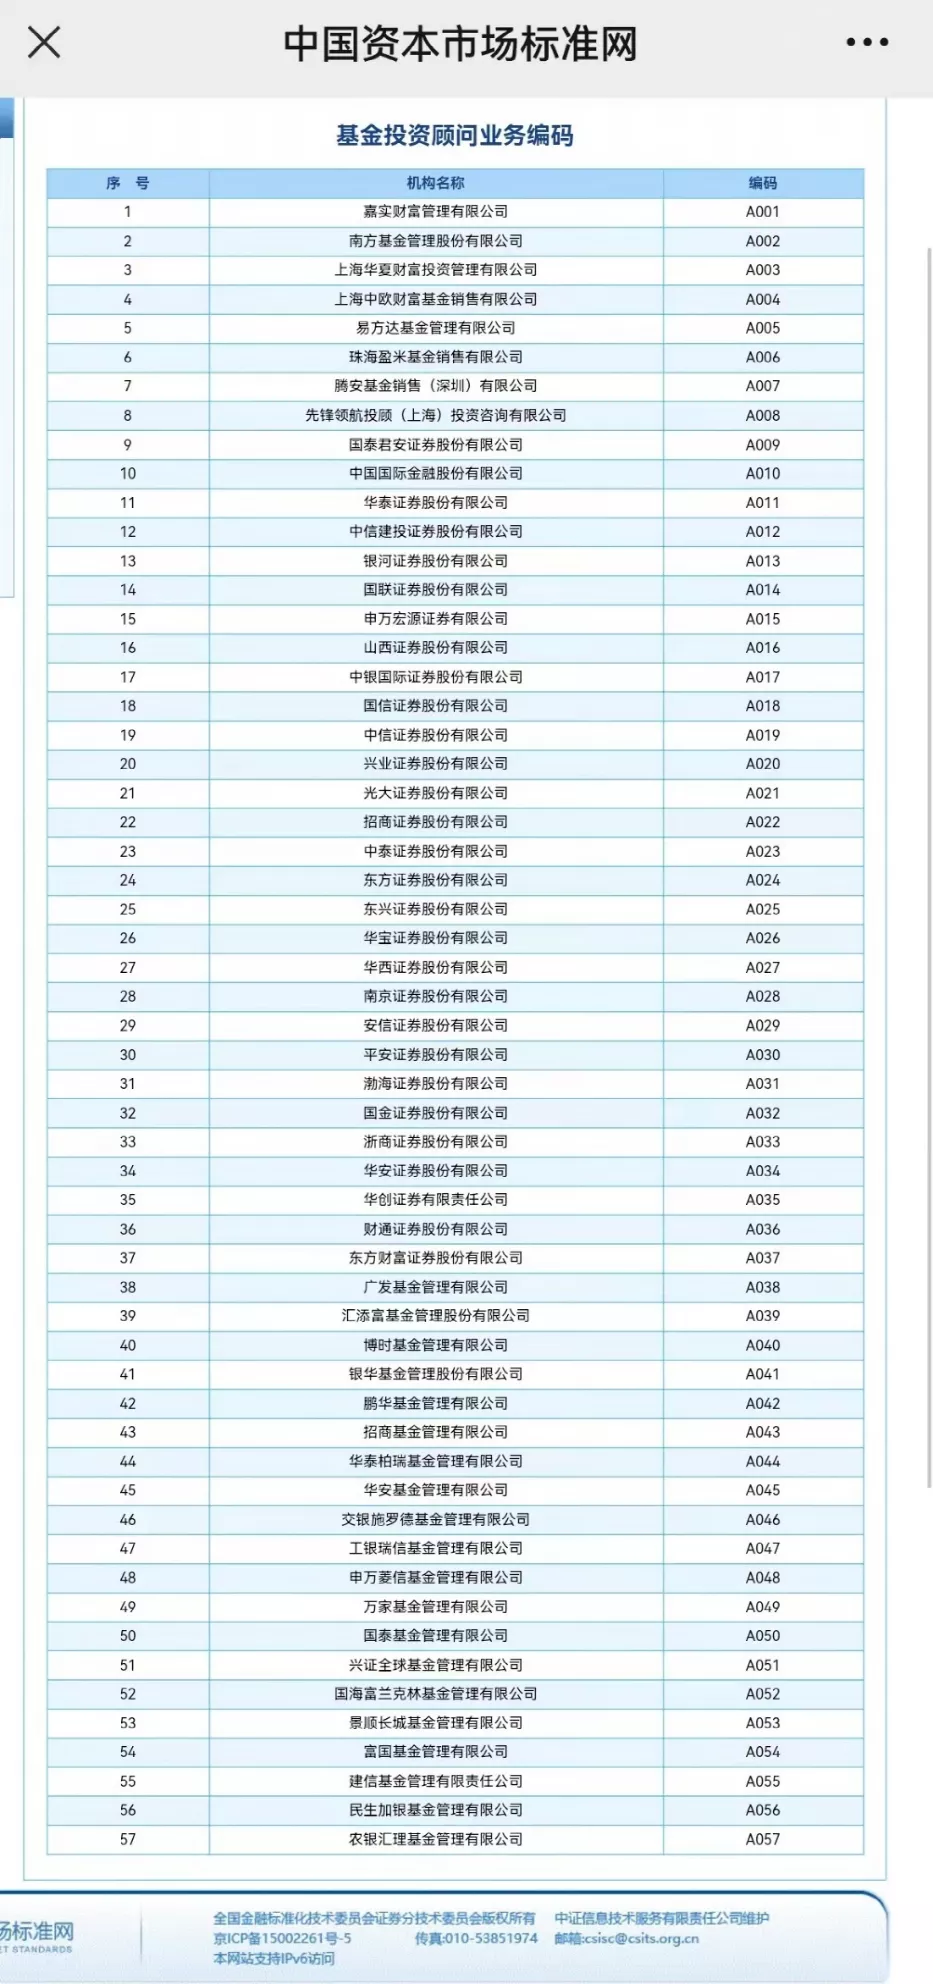 中国资本市场标准网
基金投资顾问业务编码
序 号 机构名称 编码
1 嘉实财富管理有限公司 A001
2 南方基金管理股份有限公司 A002
3 上海华夏财富投资管理有限公司 A003
4 上海中欧财富基金销售有限公司 A004
5 易方达基金管理有限公司 A005
6 珠海盈米基金销售有限公司 A006
7 腾安基金销售（深圳）有限公司 A007
8 先锋领航投顾（上海）投资咨询有限公司 A008
9 国泰君安证券股份有限公司 A009
10 中国国际金融股份有限公司 A010
11 华泰证券股份有限公司 A011
12 中信建投证券股份有限公司 A012
13 银河证券股份有限公司 A013
14 国联证券股份有限公司 A014
15 申万宏源证券有限公司 A015
16 山西证券股份有限公司 A016
17 中银国际证券股份有限公司 A017
18 国信证券股份有限公司 A018
19 中信证券股份有限公司 A019
20 兴业证券股份有限公司 A020
21 光大证券股份有限公司 A021
22 招商证券股份有限公司 A022
23 中泰证券股份有限公司 A023
24 东方证券股份有限公司 A024
25 东兴证券股份有限公司 A025
26 华宝证券股份有限公司 A026
27 华西证券股份有限公司 A027
28 南京证券股份有限公司 A028
29 安信证券股份有限公司 A029
30 平安证券股份有限公司 A030
31 渤海证券股份有限公司 A031
32 国金证券股份有限公司 A032
33 浙商证券股份有限公司 A033
34 华安证券股份有限公司 A034
35 华创证券有限责任公司 A035
36 财通证券股份有限公司 A036
37 东方财富证券股份有限公司 A037
38 广发基金管理有限公司 A038
39 汇添富基金管理股份有限公司 A039
40 博时基金管理有限公司 A040
41 银华基金管理股份有限公司 A041
42 鹏华基金管理有限公司 A042
43 招商基金管理有限公司 A043
44 华泰柏瑞基金管理有限公司 A044
45 华安基金管理有限公司 A045
46 交银施罗德基金管理有限公司 A046
47 工银瑞信基金管理有限公司 A047
48 申万菱信基金管理有限公司 A048
49 万家基金管理有限公司 A049
50 国泰基金管理有限公司 A050
51 兴证全球基金管理有限公司 A051
52 国海富兰克林基金管理有限公司 A052
53 景顺长城基金管理有限公司 A053
54 富国基金管理有限公司 A054
55 建信基金管理有限责任公司 A055
56 民生加银基金管理有限公司 A056
57 农银汇理基金管理有限公司 A057
场标准网
ET STANDARDS
全国金融标准化技术委员会证券分技术委员会版权所有 中证信息技术服务有限责任公司维护
京ICP备15002261号-5 传真:010-53851974 邮箱:csisc@csits.org.cn
本网站支持IPv6访问